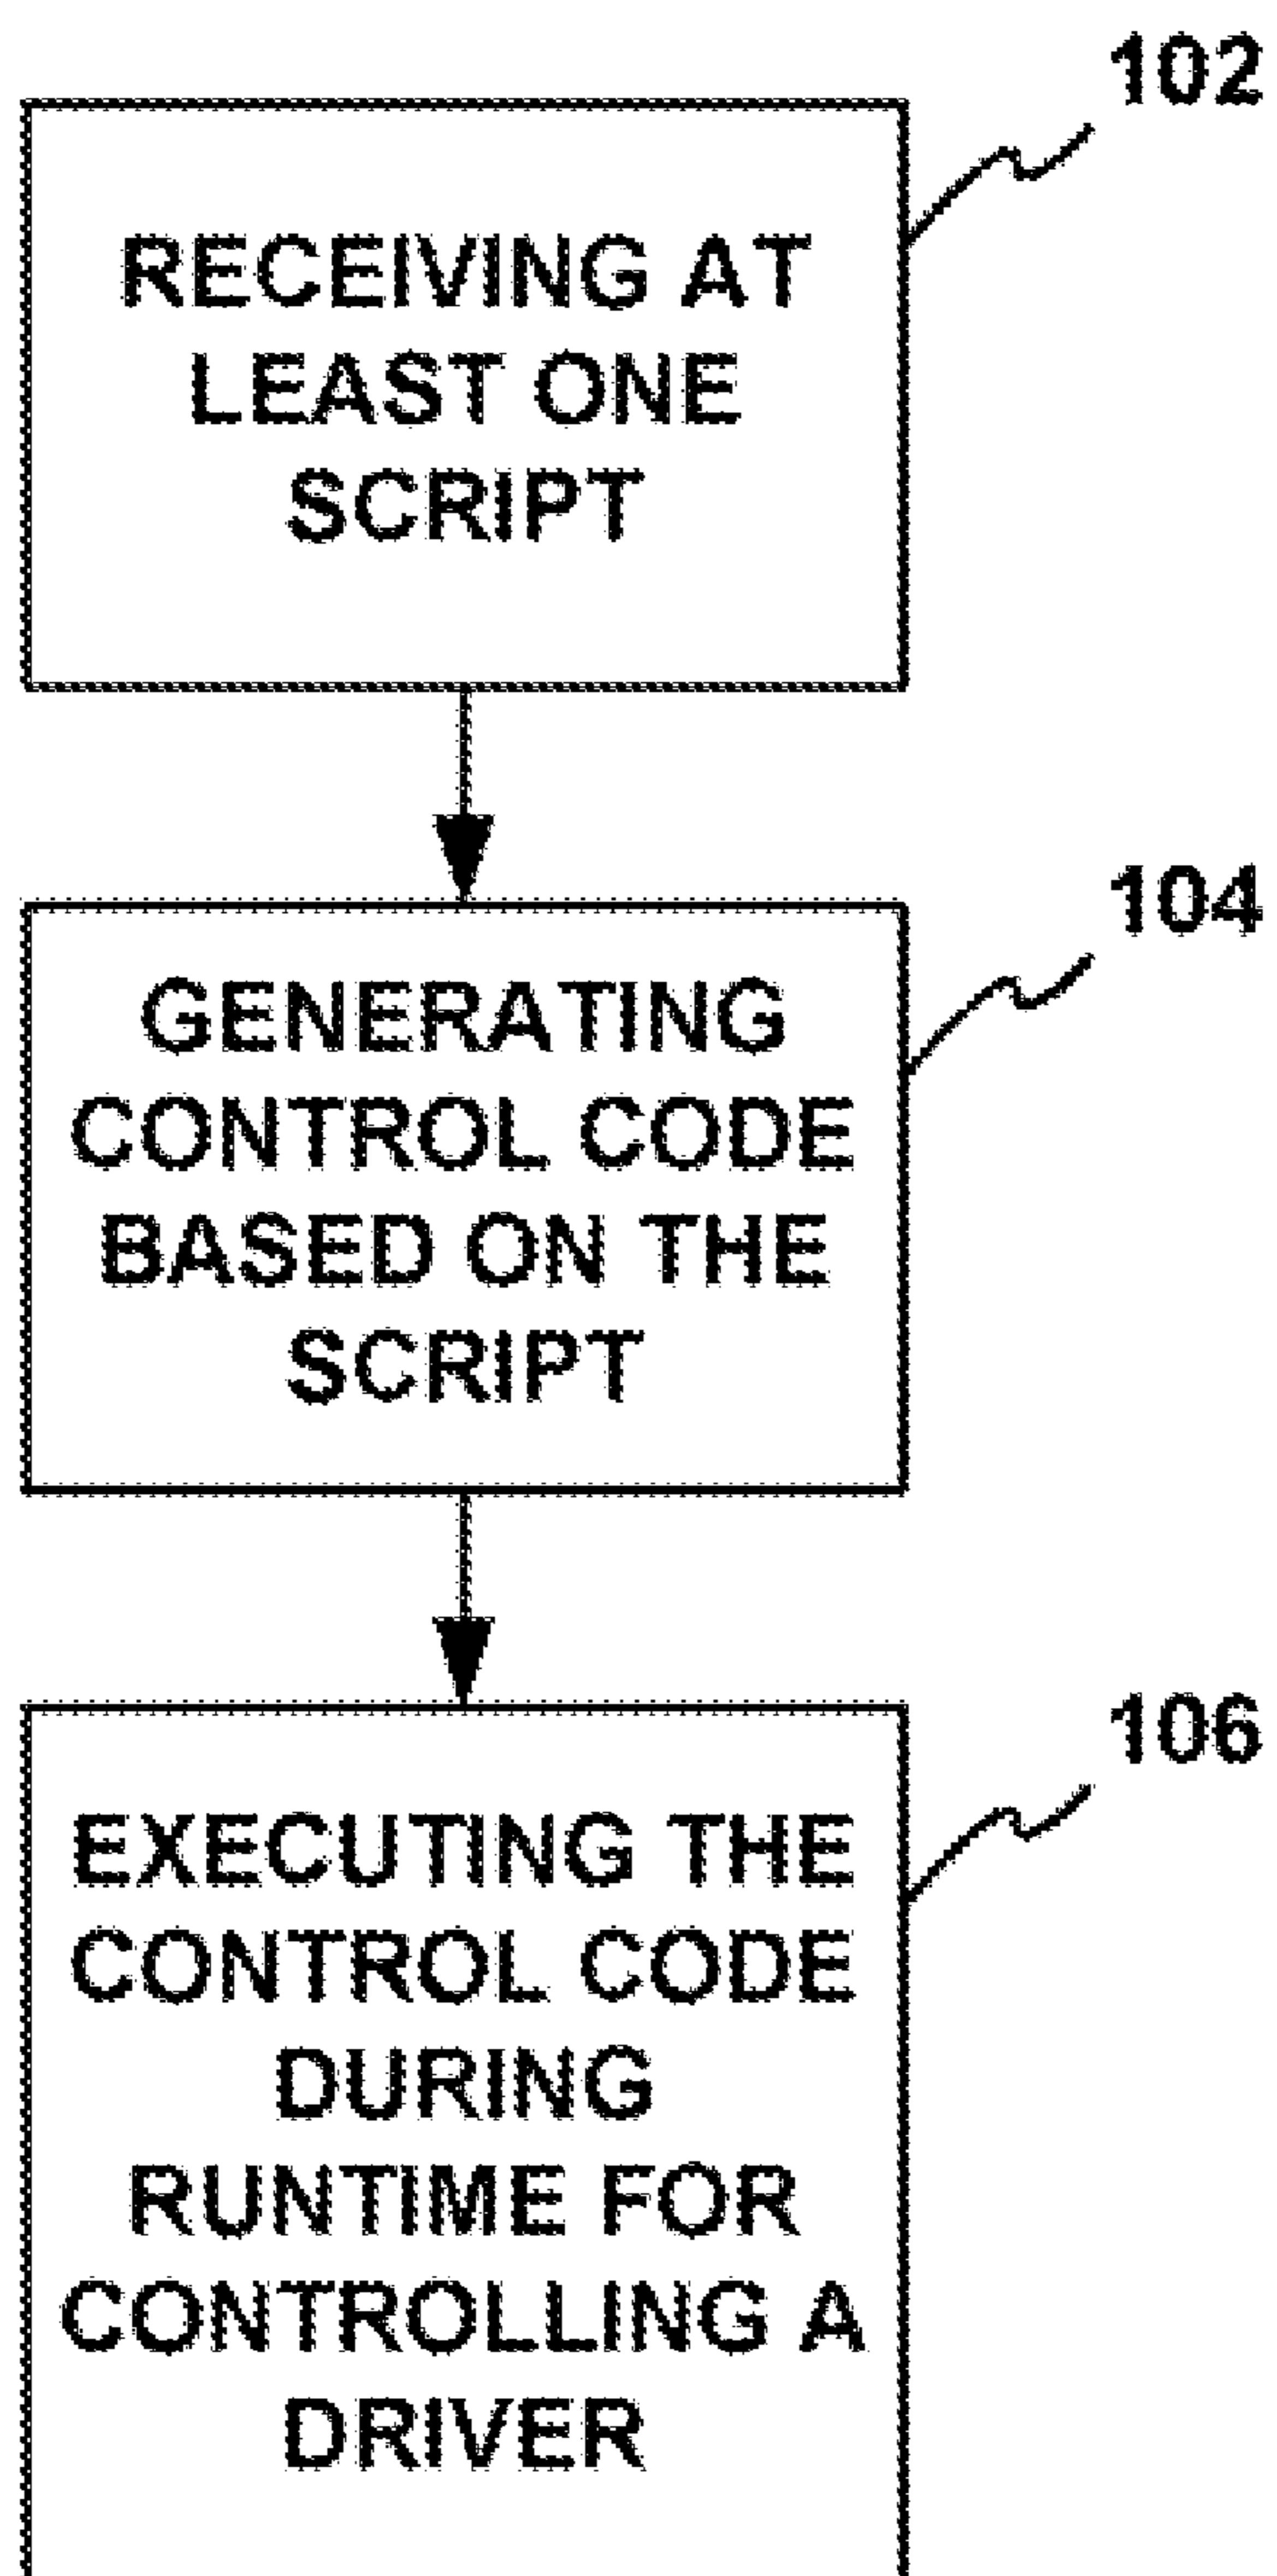 102
RECEIVING AT
LEAST ONE
SCRIPT
104
GENERATING
CONTROL CODE
BASED ON THE
SCRIPT
106
EXECUTING THE
CONTROL CODE
DURING
RUNTIME FOR
CONTROLLING A
DRIVER